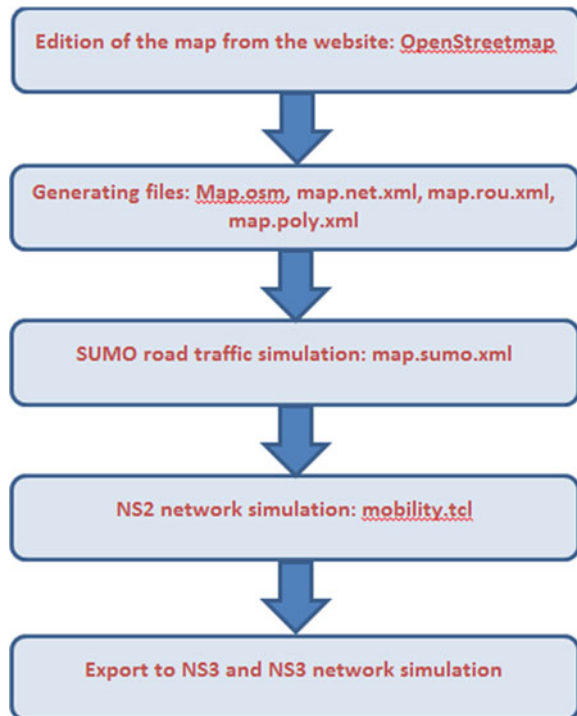 Edition of the map from the website: OpenStreetmap
Generating files: Map.osm, map.net.xml, map.rou.xml,
map.poly.xml
SUMO road traffic simulation: map.sumo.xml
NS2 network simulation: mobility.tcl
Export to NS3 and NS3 network simulation